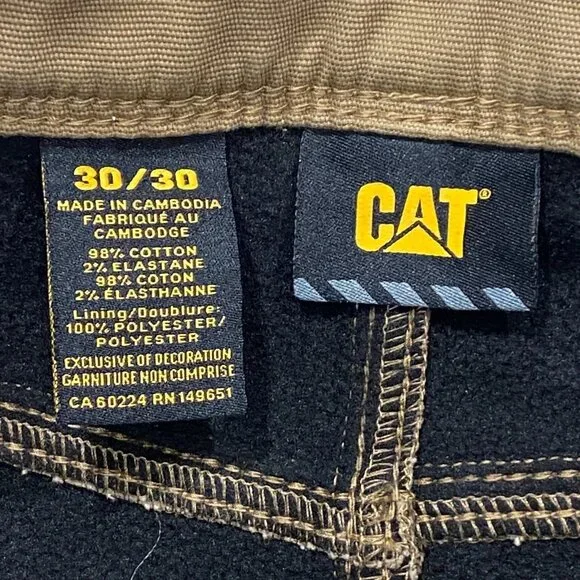 30/30
MADE IN CAMBODIA
FABRIQUÉ AU
CAMBODGE
98% COTTON
2% ELASTANE
98% COTON
2% ÉLASTHANNE
Lining/Doublure:
100% POLYESTER/
POLYESTER
EXCLUSIVE OF DECORATION
GARNITURE NON COMPRISE
CA 60224 RN 149651
CAT®